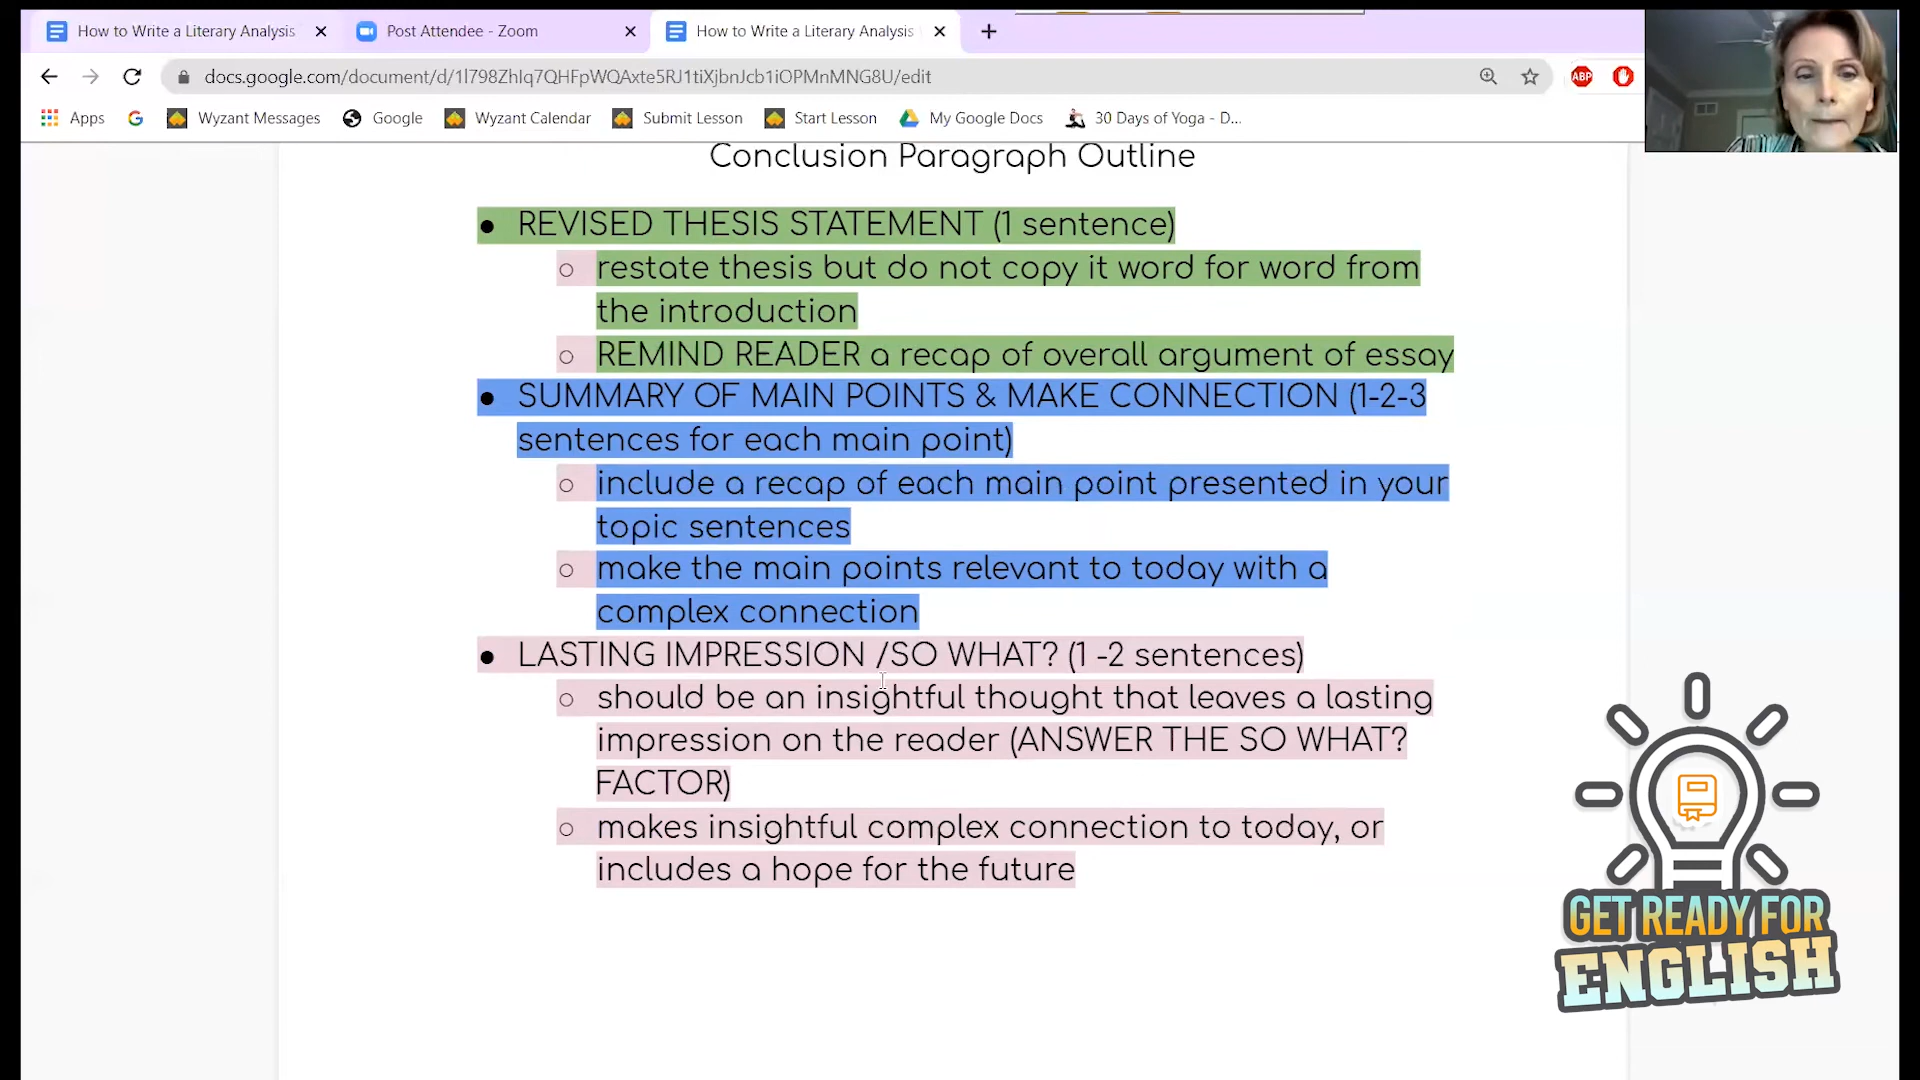 How to Write a Literary Analysis
Post Attendee - Zoom
How to Write a Literary Analysis
docs.google.com/document/d/1l798ZhIq7QHFpWQAxte5RJ1tiXjbnJcb1iOPMnMNG8U/edit
ABP
Apps
Wyzant Messages
Google
Wyzant Calendar
Submit Lesson
Start Lesson
My Google Docs
30 Days of Yoga - D...
Conclusion Paragraph Outline
● REVISED THESIS STATEMENT (1 sentence)
○ restate thesis but do not copy it word for word from
the introduction
○ REMIND READER a recap of overall argument of essay
● SUMMARY OF MAIN POINTS & MAKE CONNECTION (1-2-3
sentences for each main point)
○ include a recap of each main point presented in your
topic sentences
○ make the main points relevant to today with a
complex connection
● LASTING IMPRESSION /SO WHAT? (1 -2 sentences)
○ should be an insightful thought that leaves a lasting
impression on the reader (ANSWER THE SO WHAT?
FACTOR)
○ makes insightful complex connection to today, or
includes a hope for the future
GET READY FOR
ENGLISH